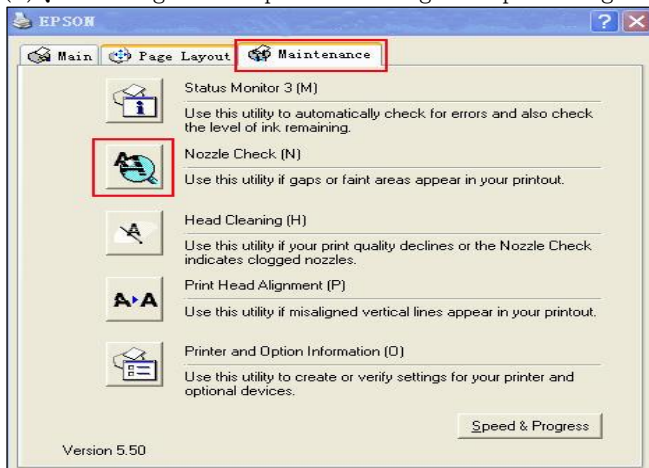 EPSON
Main Page Layout Maintenance
Status Monitor 3 (M)
Use this utility to automatically check for errors and also check
the level of ink remaining.
Nozzle Check (N)
Use this utility if gaps or faint areas appear in your printout.
Head Cleaning (H)
Use this utility if your print quality declines or the Nozzle Check
indicates clogged nozzles.
Print Head Alignment (P)
Use this utility if misaligned vertical lines appear in your printout.
Printer and Option Information (O)
Use this utility to create or verify settings for your printer and
optional devices.
Speed & Progress
Version 5.50